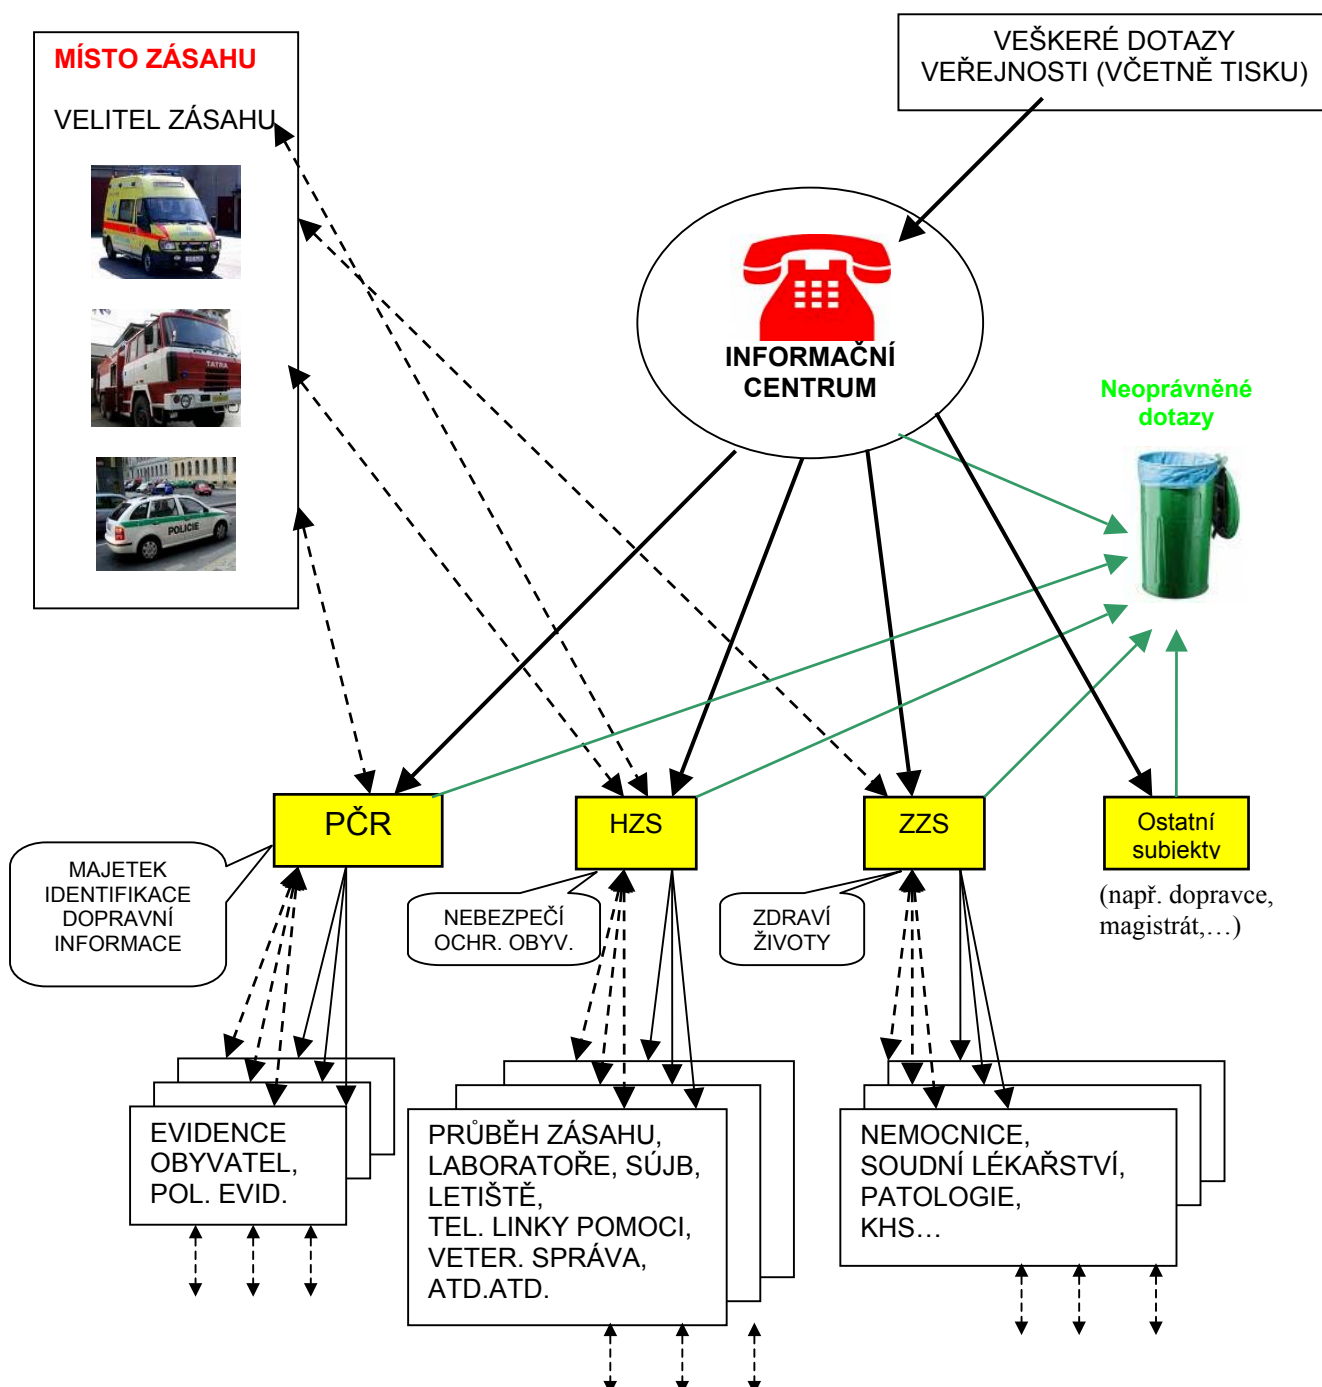 MÍSTO ZÁSAHU
VELITEL ZÁSAHU
TATRA
POLICIE
VEŠKERÉ DOTAZY
VEŘEJNOSTI (VČETNĚ TISKU)
INFORMAČNÍ
CENTRUM
Neoprávněné
dotazy
PČR
HZS
ZZS
Ostatní
subjekty
(např. dopravce,
magistrát,…)
MAJETEK
IDENTIFIKACE
DOPRAVNÍ
INFORMACE
NEBEZPEČÍ
OCHR. OBYV.
ZDRAVÍ
ŽIVOTY
EVIDENCE
OBYVATEL,
POL. EVID.
PRŮBĚH ZÁSAHU,
LABORATOŘE, SÚJB,
LETIŠTĚ,
TEL. LINKY POMOCI,
VETER. SPRÁVA,
ATD.ATD.
NEMOCNICE,
SOUDNÍ LÉKAŘSTVÍ,
PATOLOGIE,
KHS…